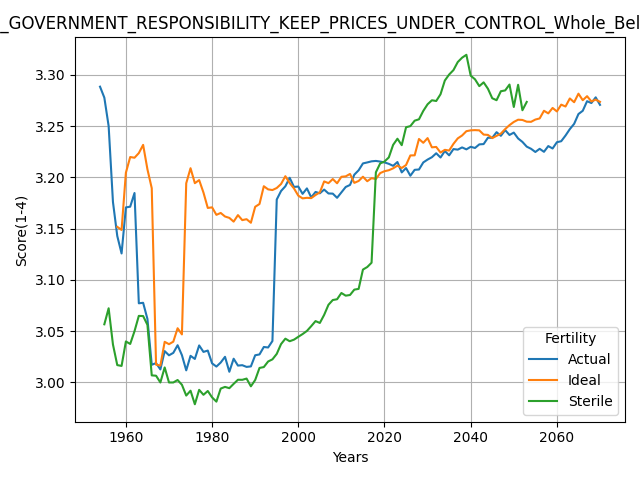 _GOVERNMENT_RESPONSIBILITY_KEEP_PRICES_UNDER_CONTROL_Whole_Bel
3.30
3.25
3.20
3.15
3.10
3.05
3.00
Score(1-4)
1960
1980
2000
2020
2040
2060
Years
Fertility
Actual
Ideal
Sterile